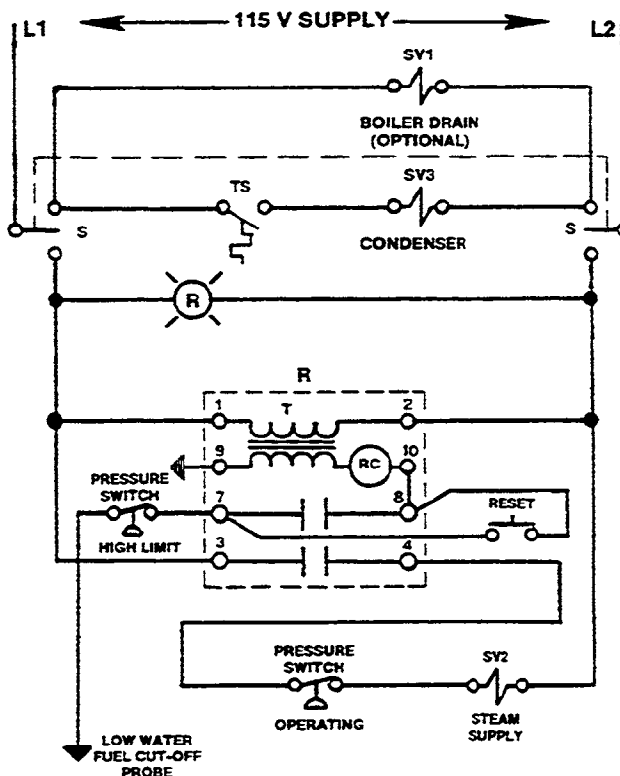 L1
115 V SUPPLY
L2
SV1
BOILER DRAIN
(OPTIONAL)
TS
SV3
S
S
CONDENSER
R
R
1
T
2
9
RC
10
PRESSURE
SWITCH
7
8
RESET
HIGH LIMIT
3
4
PRESSURE
SWITCH
SV2
OPERATING
STEAM
SUPPLY
LOW WATER
FUEL CUT-OFF
PROBE